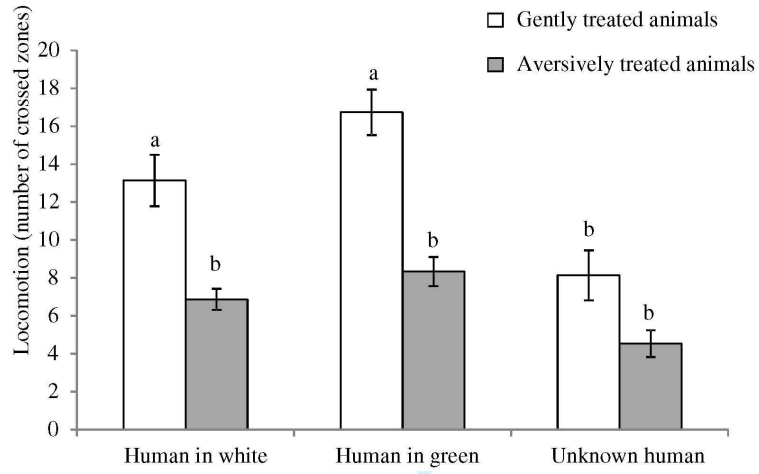 Gently treated animals
Aversively treated animals
Locomotion (number of crossed zones)
20
18
16
14
12
10
8
6
4
2
0
a
b
a
b
b
b
Human in white
Human in green
Unknown human